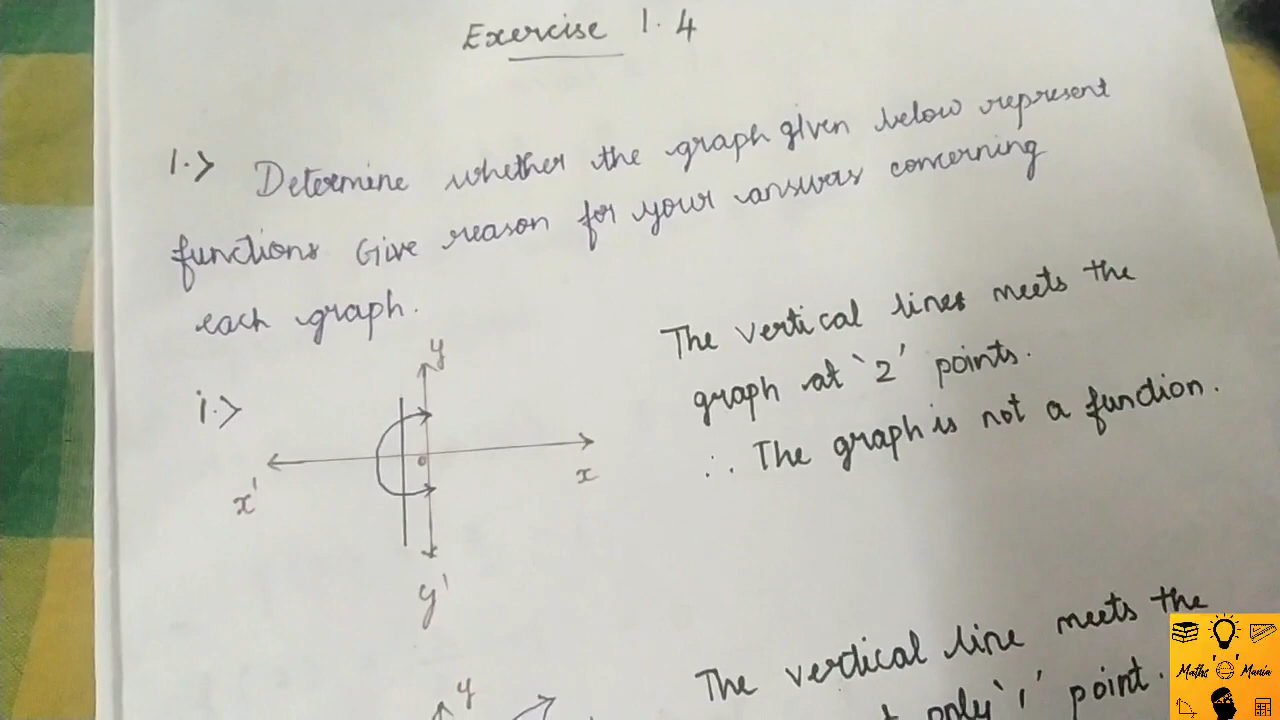 Exercise 1.4
1.> Determine whether the graph given below represent
functions Give reason for your answers concerning
each graph.
i.>
y
x'
o
x
y'
The vertical lines meets the
graph at '2' points.
∴ The graph is not a function.
y
The vertical line meets the
only '1' point.
Maths Mania